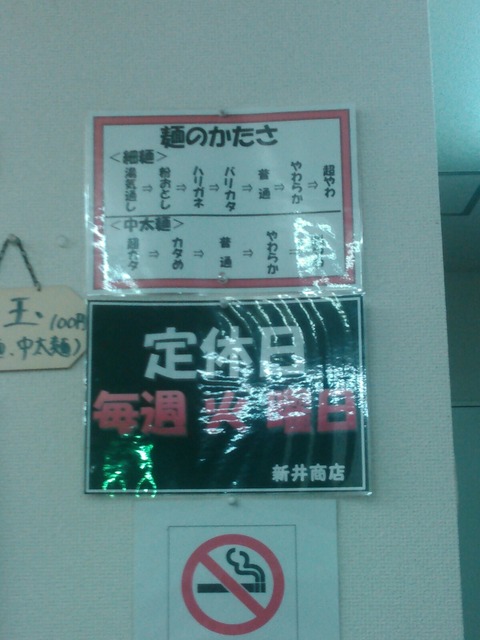 麺のかたさ
<細麺>
湯気通し⇨粉おとし⇨ハリガネ⇨バリカタ⇨普通⇨やわらか⇨超やわ
<中太麺>
超カタ⇨カタめ⇨普通⇨やわらか⇨
玉 100円
、中太麺)
定休日
毎週 火曜日
新井商店